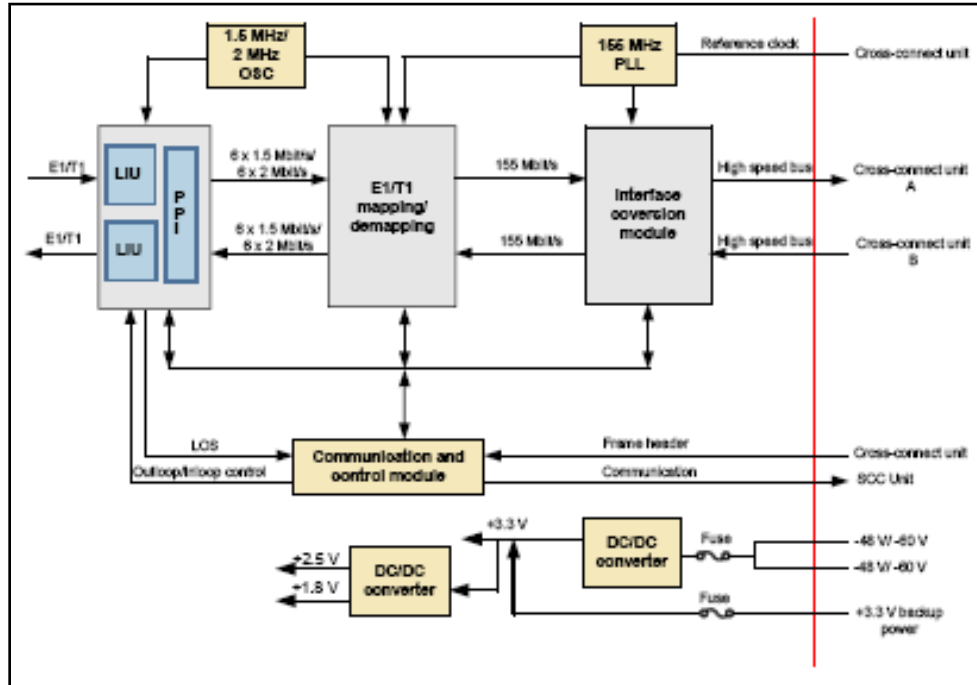 1.5 MHz/
2 MHz
OSC
155 MHz
PLL
Reference clock
Cross-connect unit
E1/T1
LIU
P
P
I
6 x 1.5 Mbit/s/
6 x 2 Mbit/s
E1/T1
mapping/
demapping
155 Mbit/s
Interface
coversion
module
High speed bus
Cross-connect unit
A
E1/T1
LIU
6 x 1.5 Mbit/s/
6 x 2 Mbit/s
155 Mbit/s
High speed bus
Cross-connect unit
B
LOS
Outloop/Inloop control
Communication and
control module
Frame header
Cross-connect unit
Communication
SCC Unit
+3.3 V
DC/DC
converter
Fuse
-48 V/ -60 V
-48 V/ -60 V
+2.5 V
+1.8 V
DC/DC
converter
Fuse
+3.3 V backup
power